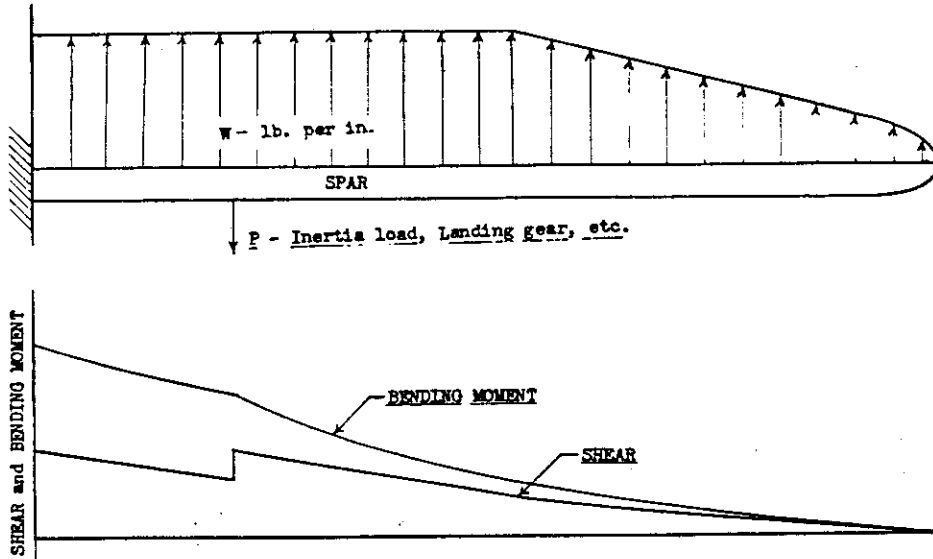 W - lb. per in.
SPAR
P - Inertia load, Landing gear, etc.
SHEAR and BENDING MOMENT
BENDING MOMENT
SHEAR